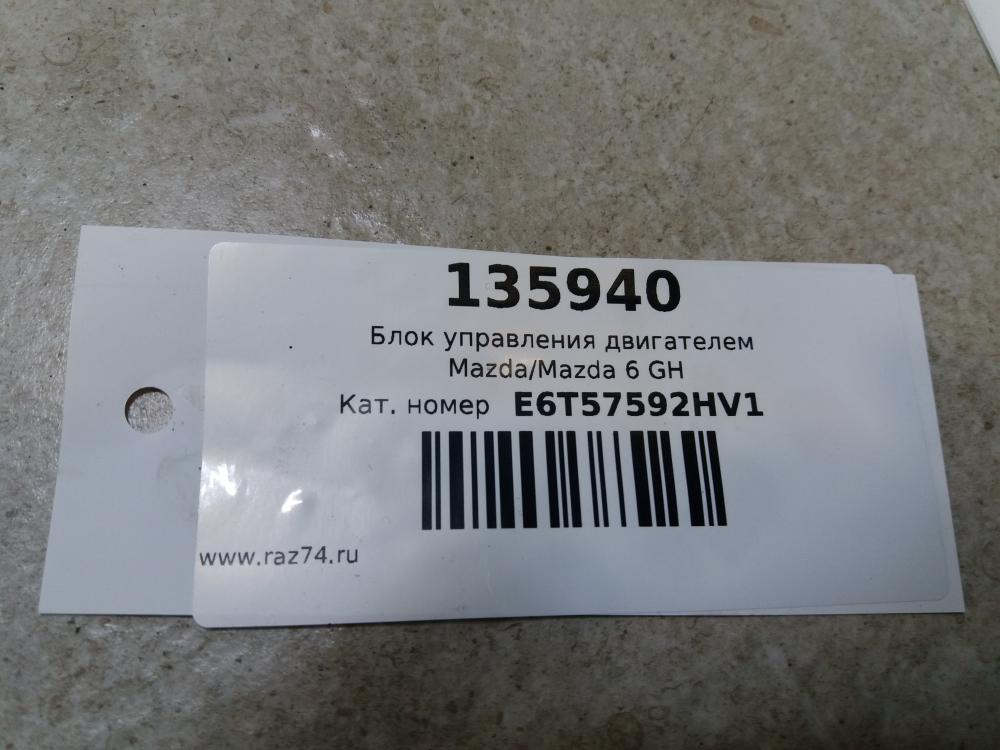 135940
Блок управления двигателем
Mazda/Mazda 6 GH
Кат. номер E6T57592HV1
www.raz74.ru